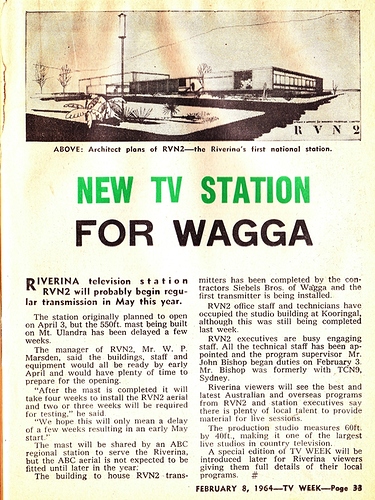 RVN2
ABOVE: Architect plans of RVN2—the Riverina's first national station.
NEW TV STATION
FOR WAGGA
RIVERINA television station
RVN2 will probably begin regu-
lar transmission in May this year.
The station originally planned to open
on April 3, but the 550ft. mast being built
on Mt. Ulandra has been delayed a few
weeks.
The manager of RVN2, Mr. W. P.
Marsden, said the buildings, staff and
equipment would all be ready by early
April and would have plenty of time to
prepare for the opening.
"After the mast is completed it will
take four weeks to install the RVN2 aerial
and two or three weeks will be required
for testing," he said.
"We hope this will only mean a delay
of a few weeks resulting in an early May
start."
The mast will be shared by an ABC
regional station to serve the Riverina,
but the ABC aerial is not expected to be
fitted until later in the year.
The building to house RVN2 trans-
mitters has been completed by the con-
tractors Siebels Bros. of Wagga and the
first transmitter is being installed.
RVN2 office staff and technicians have
occupied the studio building at Kooringal,
although this was still being completed
last week.
RVN2 executives are busy engaging
staff. All the technical staff has been ap-
pointed and the program supervisor Mr.
John Bishop began duties on February 3.
Mr. Bishop was formerly with TCN9,
Sydney.
Riverina viewers will see the best and
latest Australian and overseas programs
from RVN2 and station executives say
there is plenty of local talent to provide
material for live sessions.
The production studio measures 60ft.
by 40ft., making it one of the largest
live studios in country television.
A special edition of TV WEEK will be
introduced later for Riverina viewers
giving them full details of their local
programs. #
FEBRUARY 8, 1964—TV WEEK—Page 33